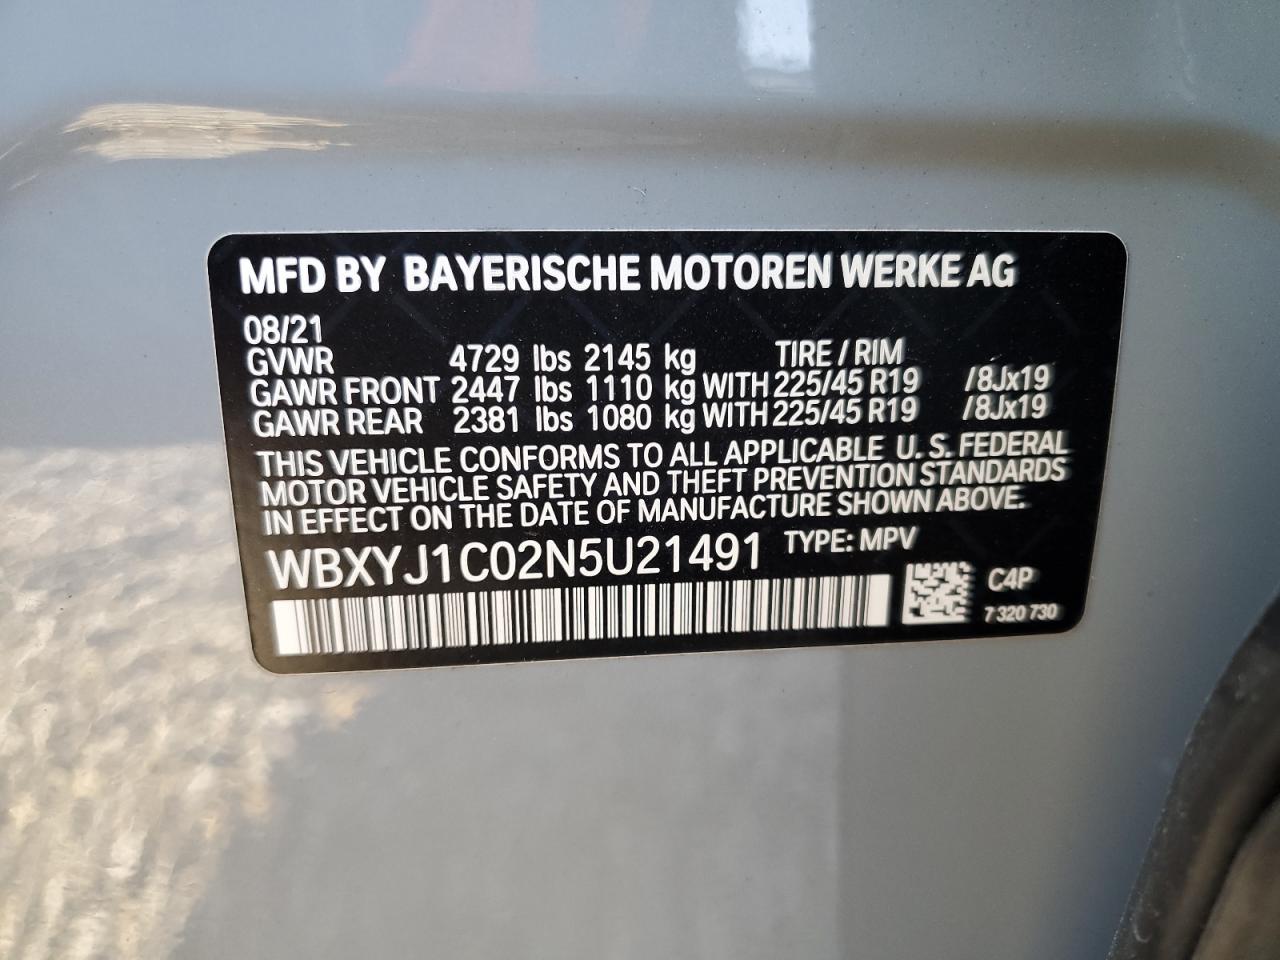 MFD BY BAYERISCHE MOTOREN WERKE AG
08/21
GVWR 4729 lbs 2145 kg TIRE / RIM
GAWR FRONT 2447 lbs 1110 kg WITH 225/45 R19 /8Jx19
GAWR REAR 2381 lbs 1080 kg WITH 225/45 R19 /8Jx19
THIS VEHICLE CONFORMS TO ALL APPLICABLE U. S. FEDERAL
MOTOR VEHICLE SAFETY AND THEFT PREVENTION STANDARDS
IN EFFECT ON THE DATE OF MANUFACTURE SHOWN ABOVE.
WBXYJ1C02N5U21491 TYPE: MPV
C4P
7 320 730